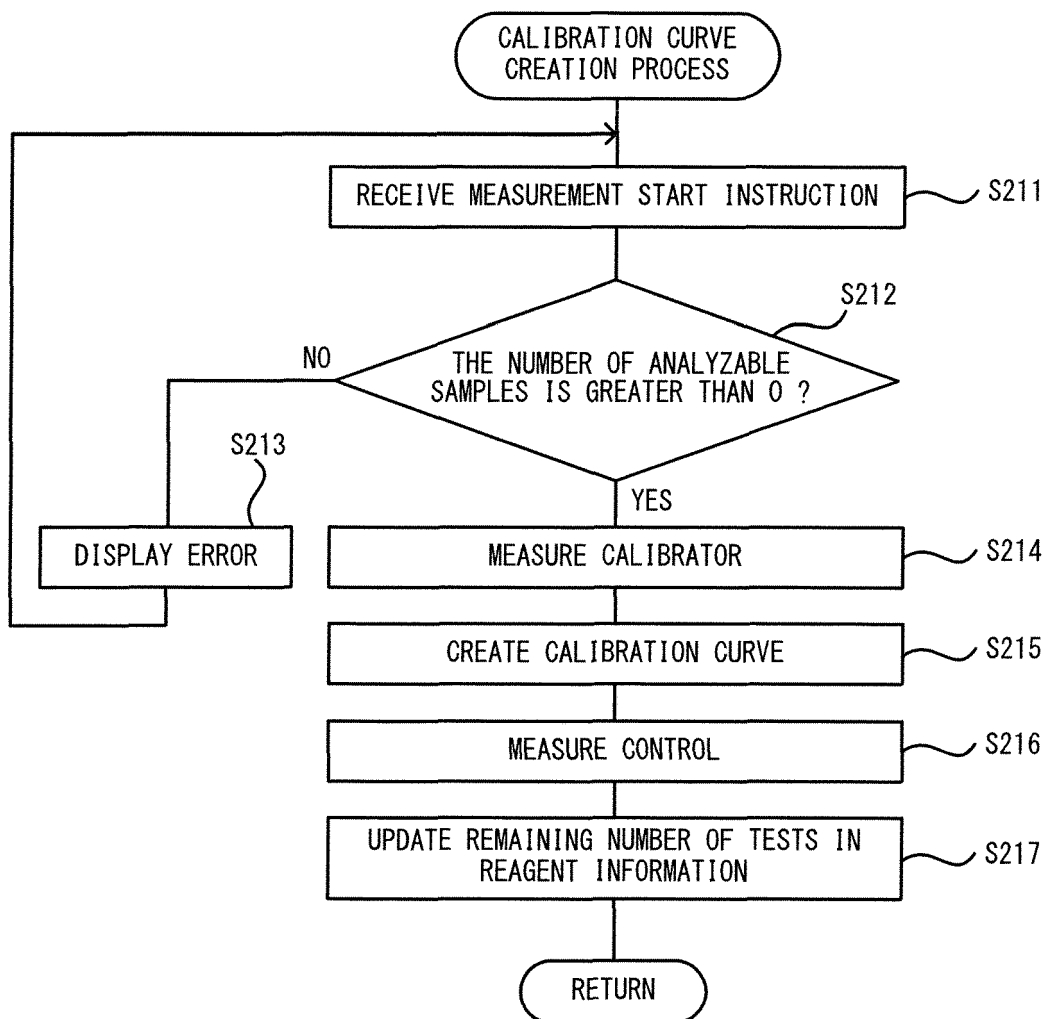 CALIBRATION CURVE
CREATION PROCESS
RECEIVE MEASUREMENT START INSTRUCTION
S211
S212
THE NUMBER OF ANALYZABLE
SAMPLES IS GREATER THAN 0 ?
NO
S213
YES
DISPLAY ERROR
MEASURE CALIBRATOR
S214
CREATE CALIBRATION CURVE
S215
MEASURE CONTROL
S216
UPDATE REMAINING NUMBER OF TESTS IN
REAGENT INFORMATION
S217
RETURN